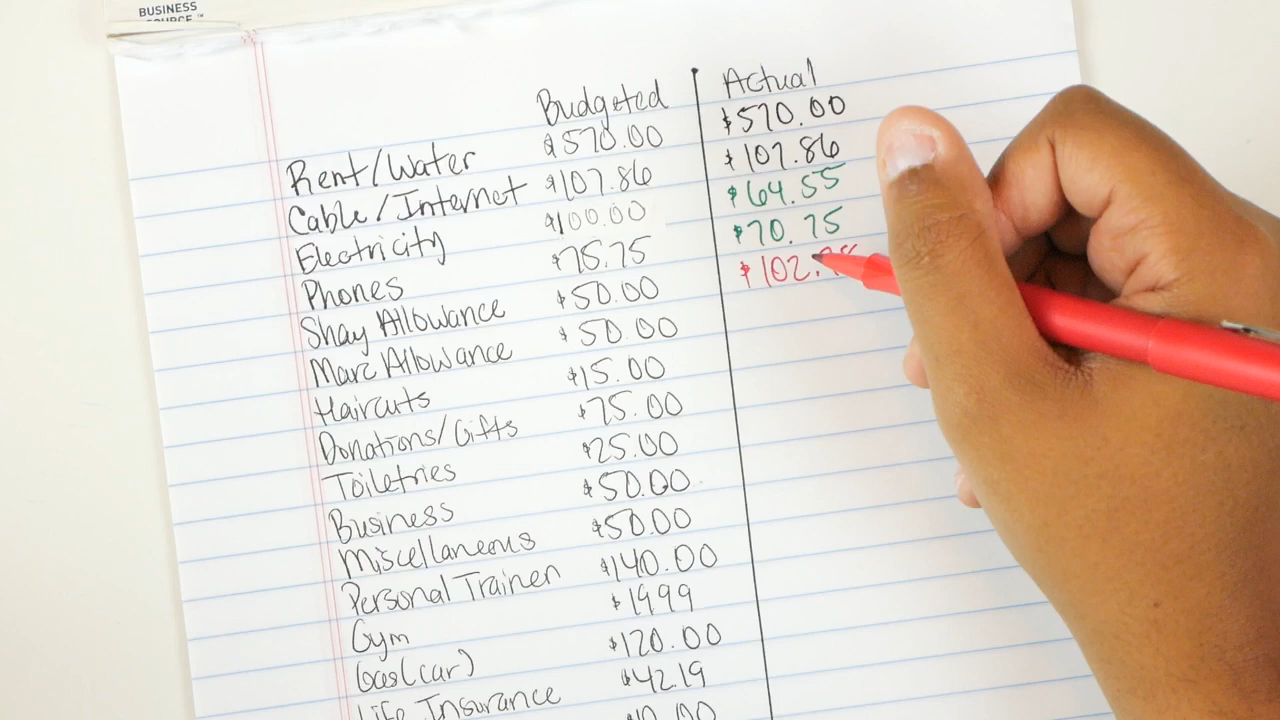 BUSINESS
SOURCE ™
Budgeted Actual
Rent/Water $570.00 $570.00
Cable/Internet $107.86 $107.86
Electricity $100.00 $64.55
Phones $75.75 $70.75
Shay Allowance $50.00 $102.
Marc Allowance $50.00
Haircuts $15.00
Donations/Gifts $75.00
Toiletries $25.00
Business $50.00
Miscellaneous $50.00
Personal Trainer $140.00
Gym $19.99
Gas(car) $120.00
Life Insurance $42.19